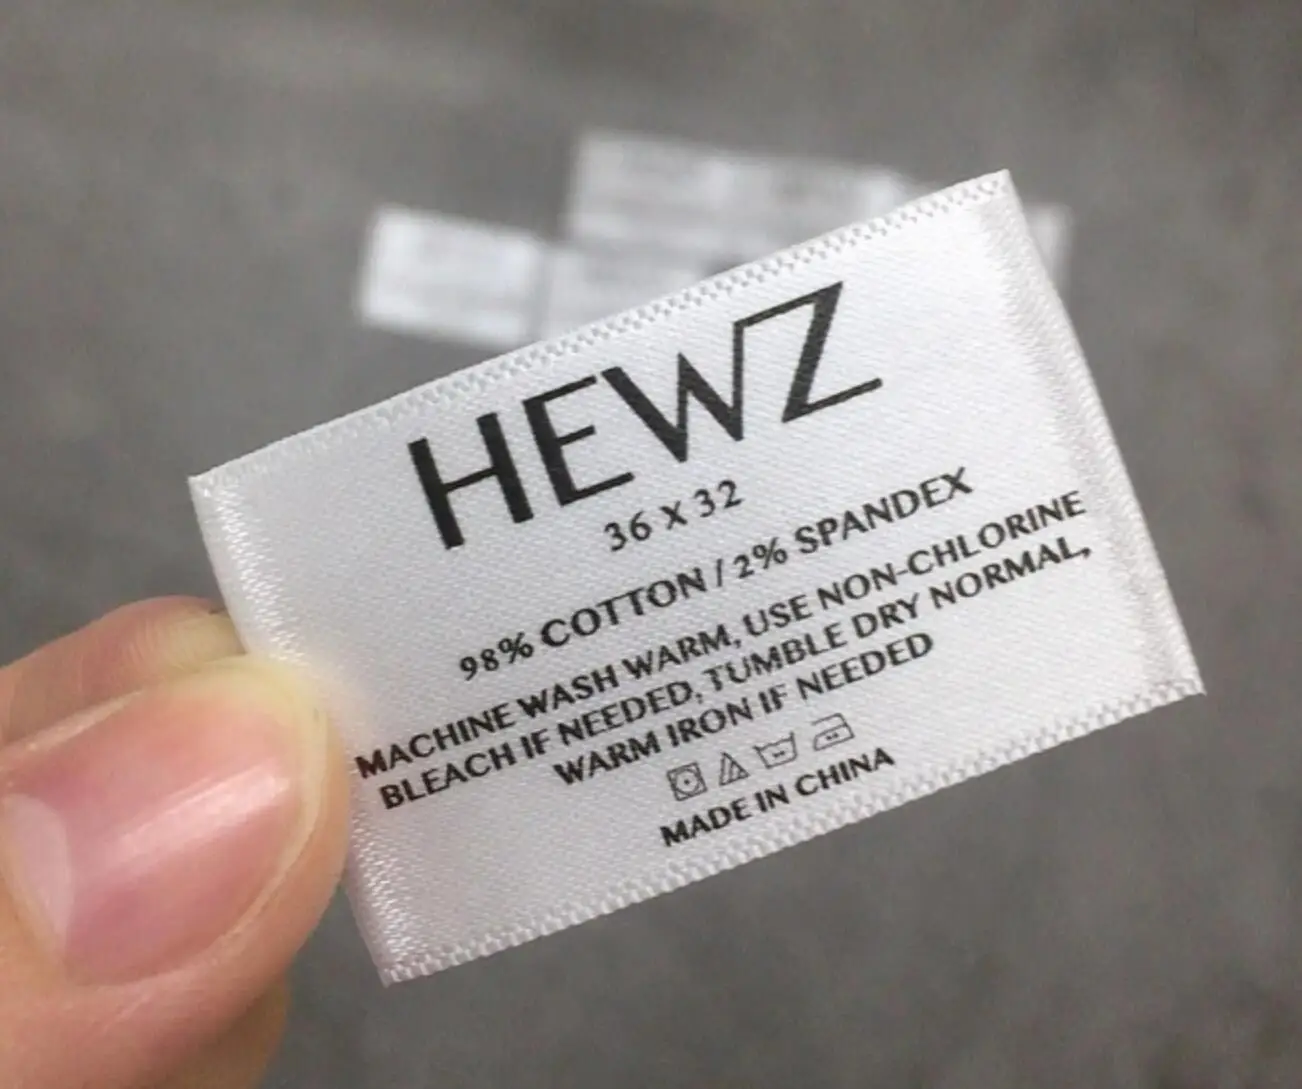 HEWZ
36 x 32
98% COTTON / 2% SPANDEX
MACHINE WASH WARM, USE NON-CHLORINE
BLEACH IF NEEDED, TUMBLE DRY NORMAL,
WARM IRON IF NEEDED
MADE IN CHINA